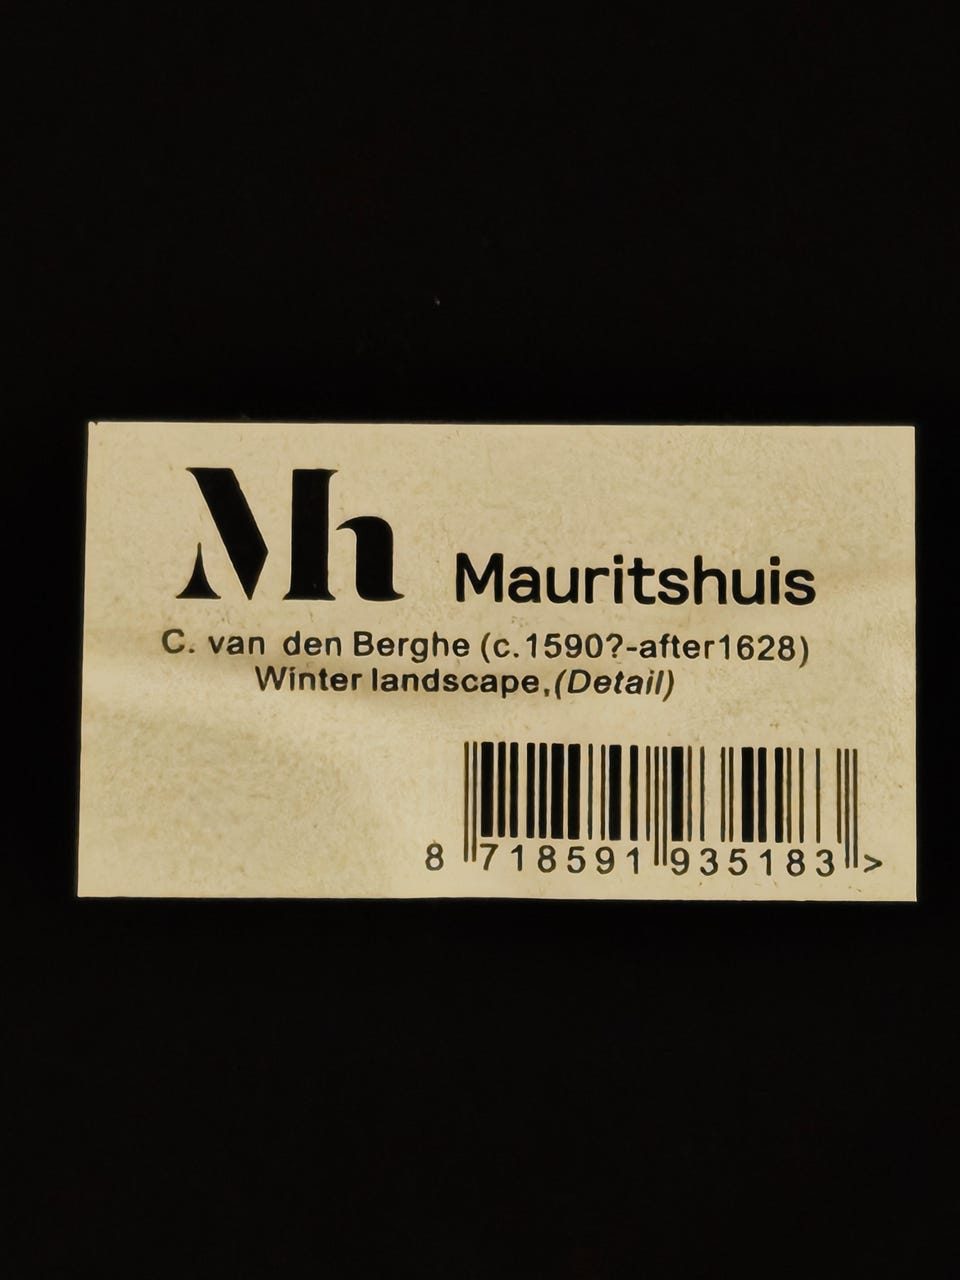 Mh Mauritshuis
C. van den Berghe (c.1590?-after1628)
Winter landscape,(Detail)
8 718591 935183 >